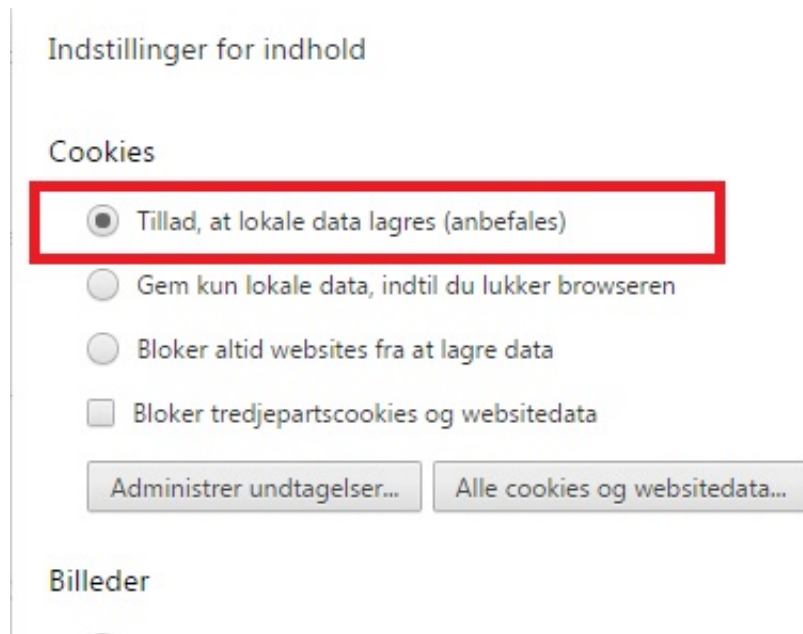 Indstillinger for indhold
Cookies
Tillad, at lokale data lagres (anbefales)
Gem kun lokale data, indtil du lukker browseren
Bloker altid websites fra at lagre data
Bloker tredjepartscookies og websitedata
Administrer undtagelser... Alle cookies og websitedata...
Billeder